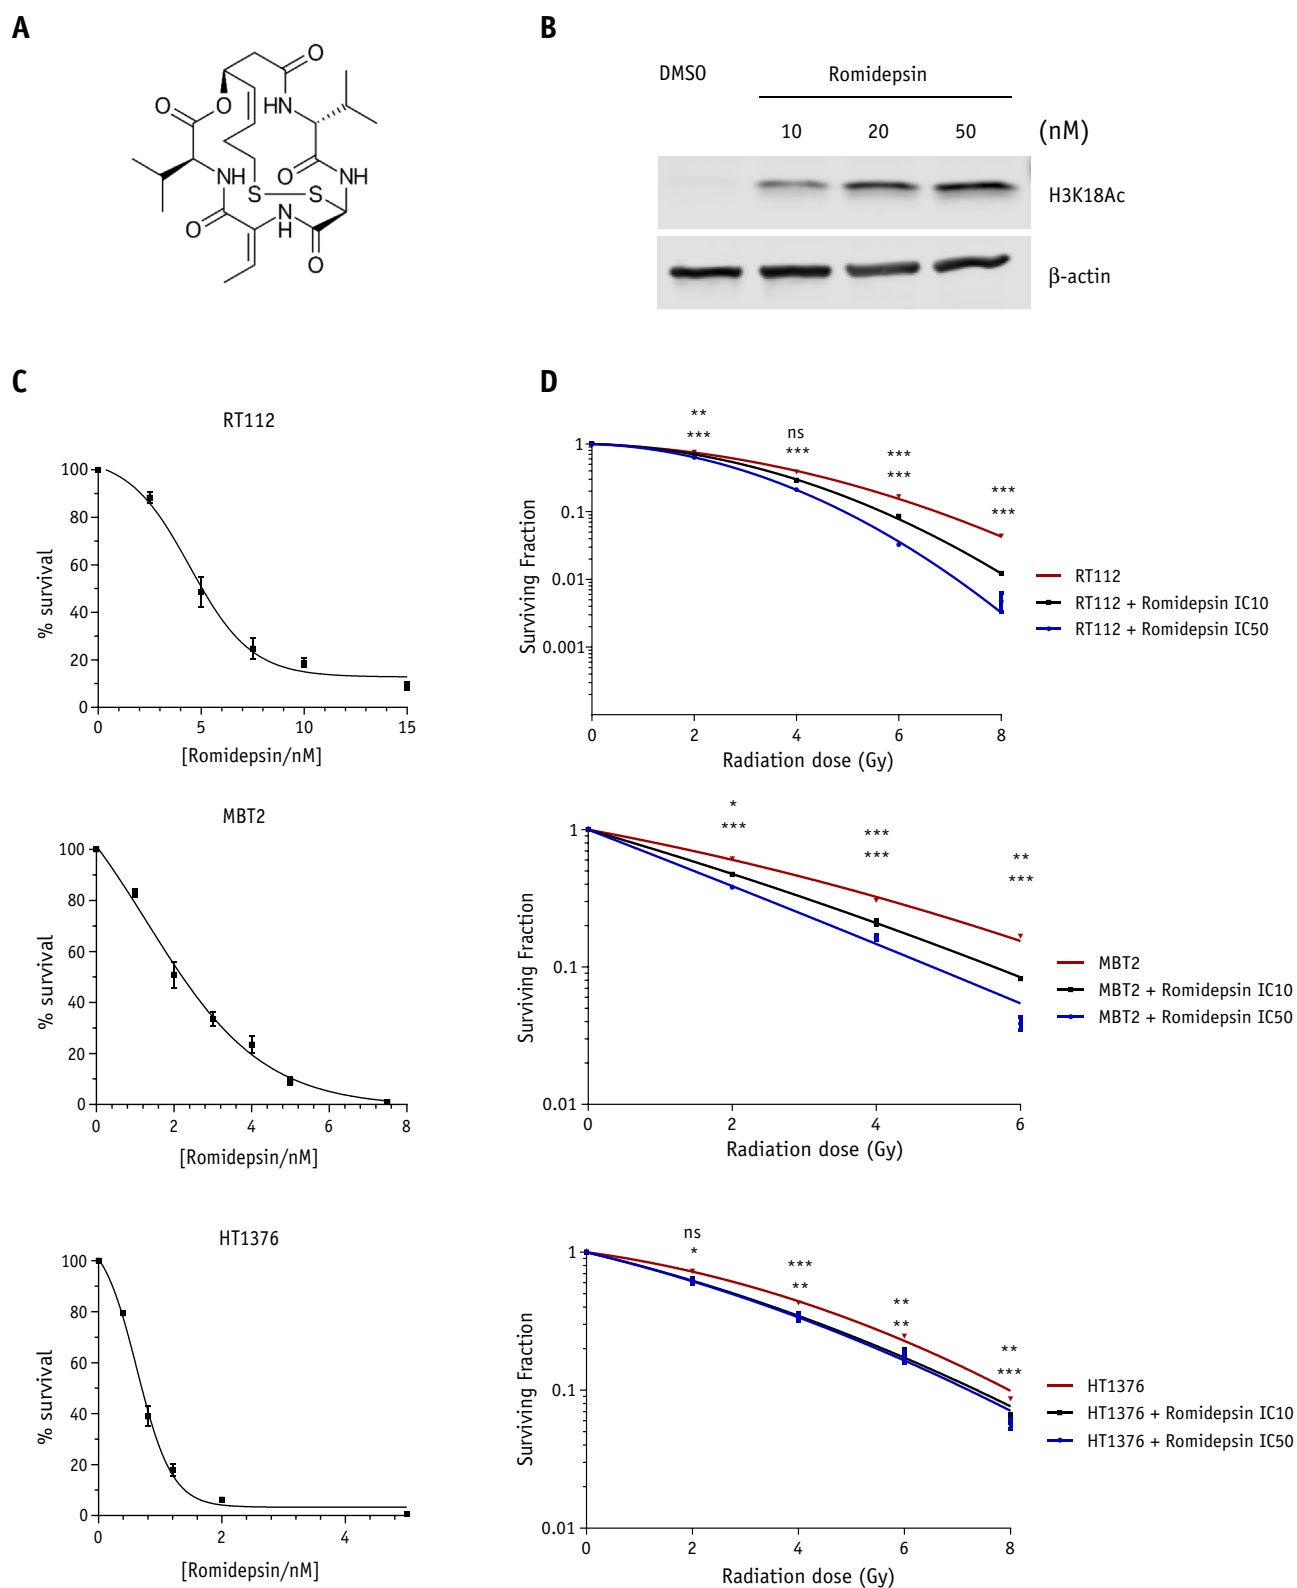 A
O
O
HN
O
O
NH
O
NH
S
S
O
N
H
O
B
DMSO
Romidepsin
10
20
50
(nM)
H3K18Ac
β-actin
C
RT112
% survival
100
80
60
40
20
0
0
5
10
15
[Romidepsin/nM]
MBT2
% survival
100
80
60
40
20
0
0
2
4
6
8
[Romidepsin/nM]
HT1376
% survival
100
80
60
40
20
0
0
2
4
[Romidepsin/nM]
D
Surviving Fraction
1
0.1
0.01
0.001
**
***
ns
***
***
***
***
***
0
2
4
6
8
Radiation dose (Gy)
RT112
RT112 + Romidepsin IC10
RT112 + Romidepsin IC50
Surviving Fraction
1
0.1
0.01
*
***
***
***
**
***
0
2
4
6
Radiation dose (Gy)
MBT2
MBT2 + Romidepsin IC10
MBT2 + Romidepsin IC50
Surviving Fraction
1
0.1
0.01
ns
*
***
**
**
**
**
***
0
2
4
6
8
Radiation dose (Gy)
HT1376
HT1376 + Romidepsin IC10
HT1376 + Romidepsin IC50